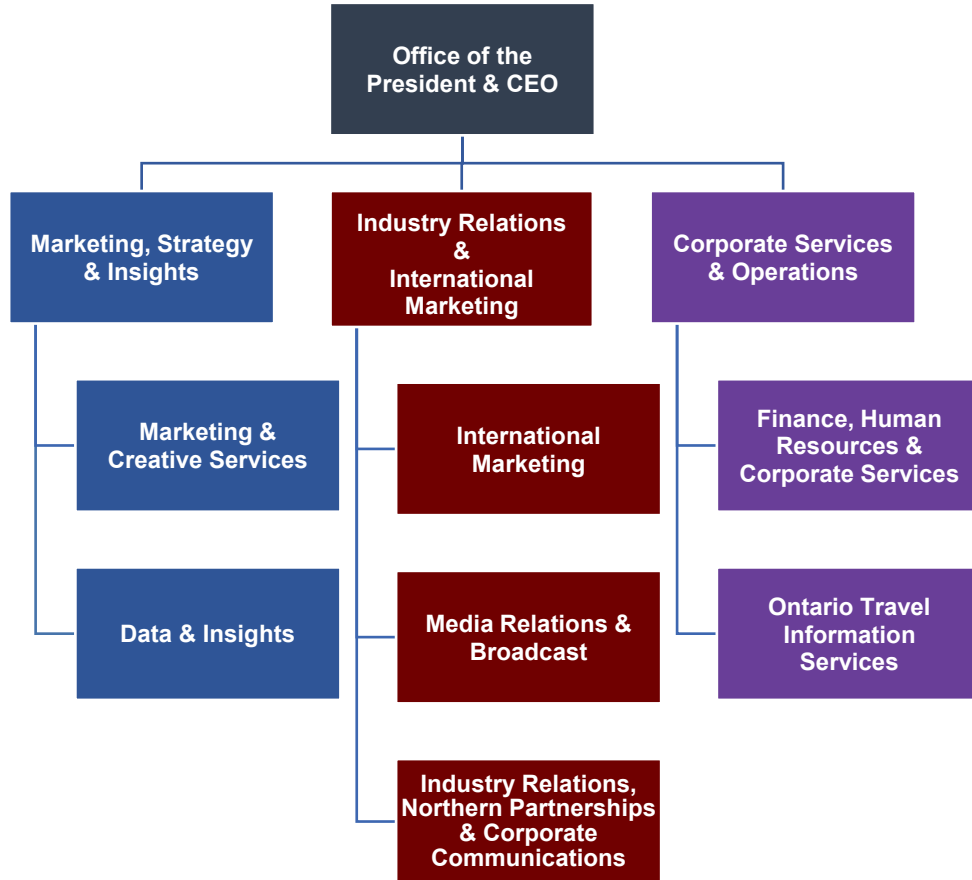 Office of the
President & CEO
Marketing, Strategy
& Insights
Industry Relations
&
International
Marketing
Corporate Services
& Operations
Marketing &
Creative Services
International
Marketing
Finance, Human
Resources &
Corporate Services
Data & Insights
Media Relations &
Broadcast
Ontario Travel
Information
Services
Industry Relations,
Northern Partnerships
& Corporate
Communications